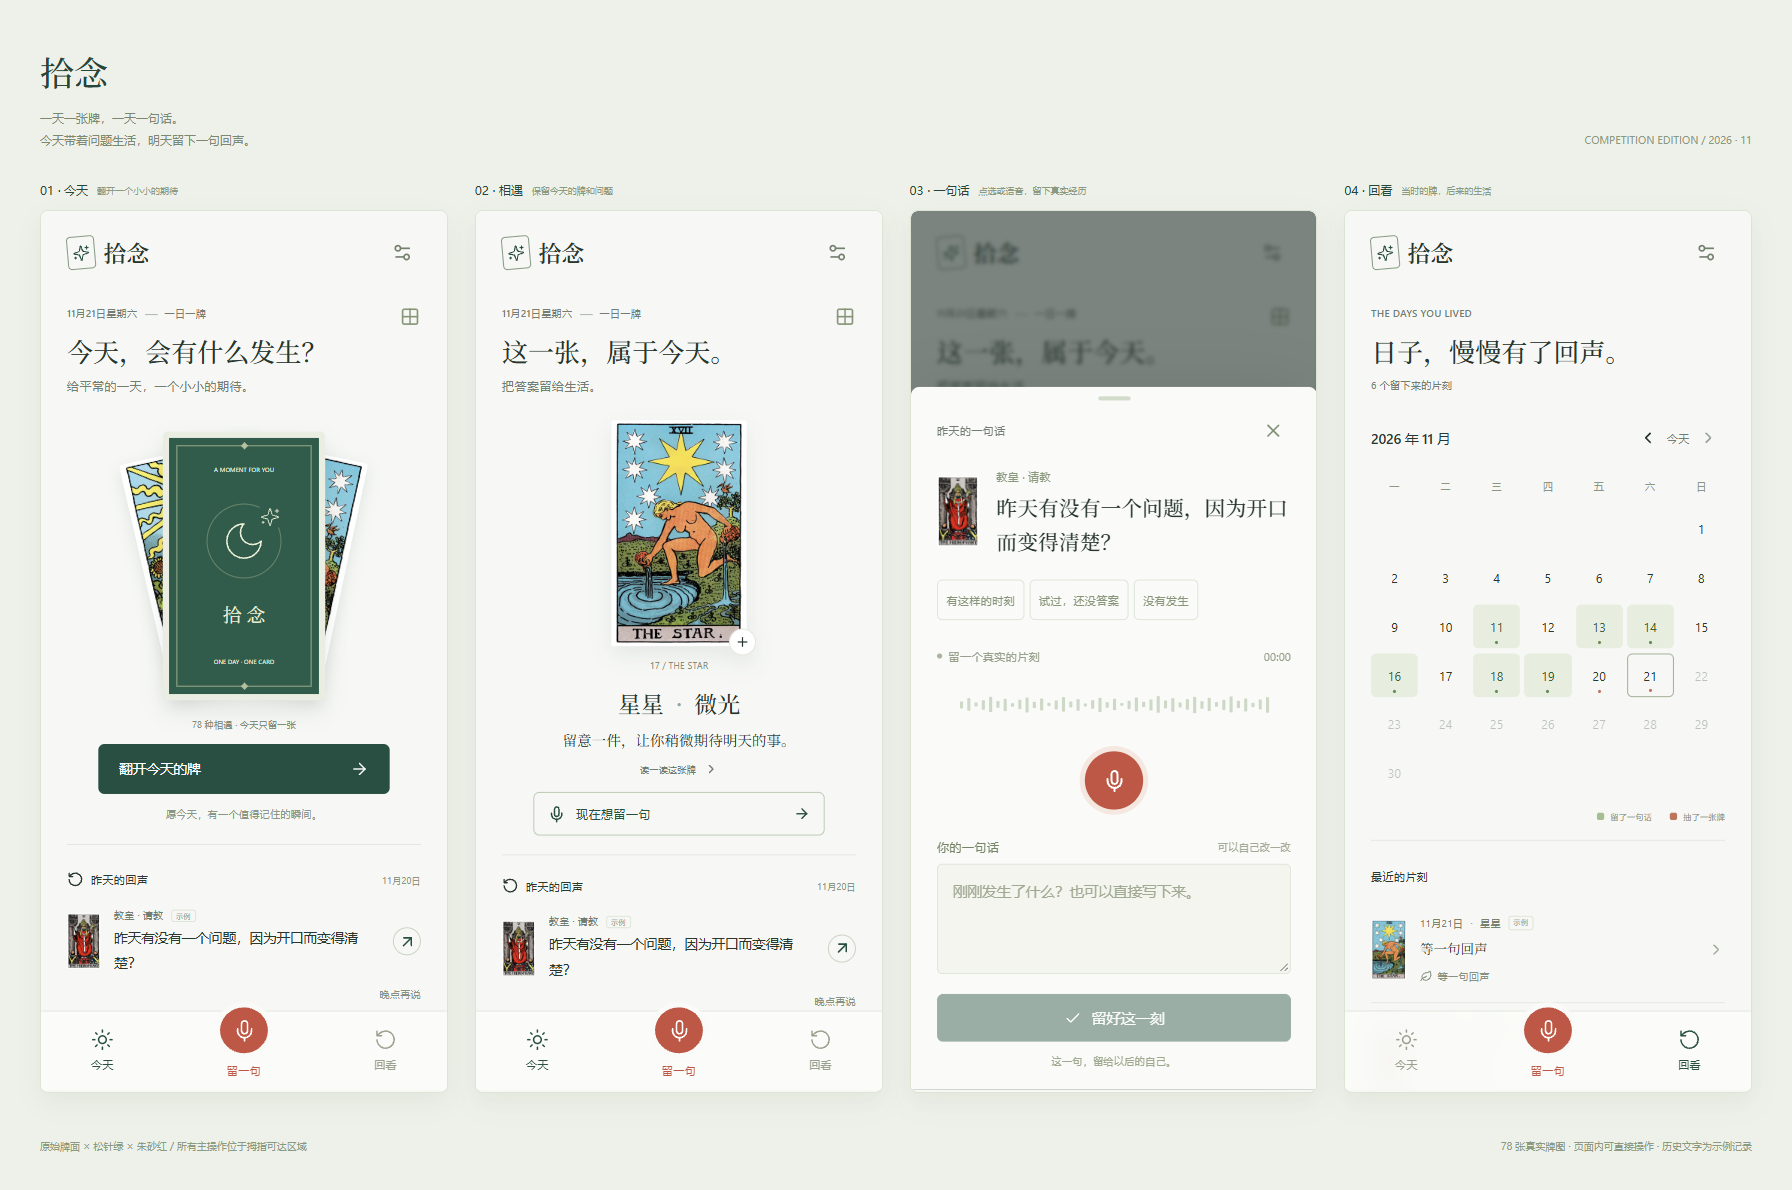 拾念
一天一张牌，一天一句话。
今天带着问题生活，明天留下一句回声。
COMPETITION EDITION / 2026 · 11
01 · 今天 翻开一个小小的期待
拾念
11月21日星期六 — 一日一牌
今天，会有什么发生？
给平常的一天，一个小小的期待。
A MOMENT FOR YOU
拾念
ONE DAY · ONE CARD
78 种相遇 · 今天只留一张
翻开今天的牌
愿今天，有一个值得记住的瞬间。
昨天的回声 11月20日
教皇 · 请教 示例
昨天有没有一个问题，因为开口而变得清
楚？
晚点再说
今天 留一句 回看
02 · 相遇 保留今天的牌和问题
拾念
11月21日星期六 — 一日一牌
这一张，属于今天。
把答案留给生活。
XVII
THE STAR.
17 / THE STAR
星星 · 微光
留意一件，让你稍微期待明天的事。
读一读这张牌
现在想留一句
昨天的回声 11月20日
教皇 · 请教 示例
昨天有没有一个问题，因为开口而变得清
楚？
晚点再说
今天 留一句 回看
03 · 一句话 点选或语音，留下真实经历
拾念
11月21日星期六 — 一日一牌
这一张，属于今天。
昨天的一句话
教皇 · 请教
昨天有没有一个问题，因为开口
而变得清楚？
有这样的时刻 试过，还没答案 没有发生
留一个真实的片刻 00:00
你的一句话 可以自己改一改
刚刚发生了什么？也可以直接写下来。
留好这一刻
这一句，留给以后的自己。
04 · 回看 当时的牌，后来的生活
拾念
THE DAYS YOU LIVED
日子，慢慢有了回声。
6 个留下来的片刻
2026 年 11 月 今天
一 二 三 四 五 六 日
1
2 3 4 5 6 7 8
9 10 11 12 13 14 15
16 17 18 19 20 21 22
23 24 25 26 27 28 29
30
留了一句话 抽了一张牌
最近的片刻
11月21日 · 星星 示例
等一句回声
等一句回声
今天 留一句 回看
原始牌面 × 松针绿 × 朱砂红 / 所有主操作位于拇指可达区域
78 张真实牌图 · 页面内可直接操作 · 历史文字为示例记录